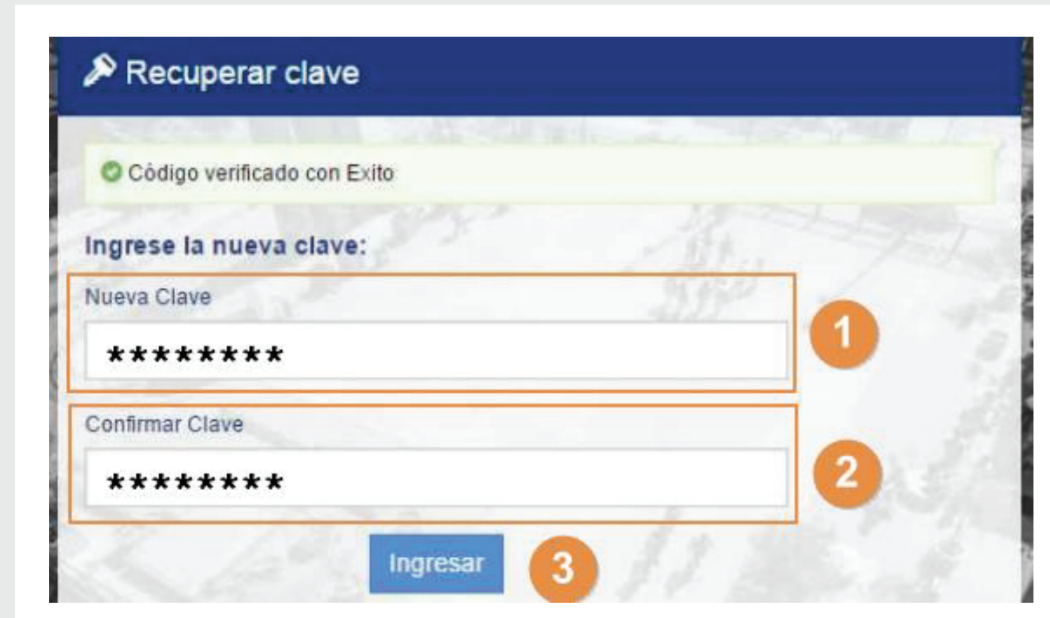 Recuperar clave
Código verificado con Exito
Ingrese la nueva clave:
Nueva Clave
********
1
Confirmar Clave
********
2
Ingresar
3